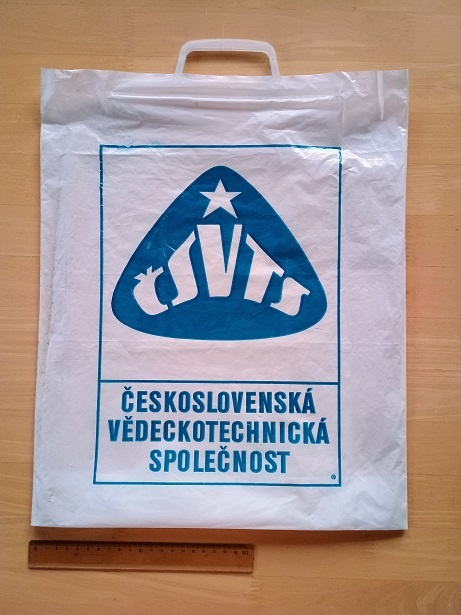 ČSVTS
ČESKOSLOVENSKÁ
VĚDECKOTECHNICKÁ
SPOLEČNOST
®